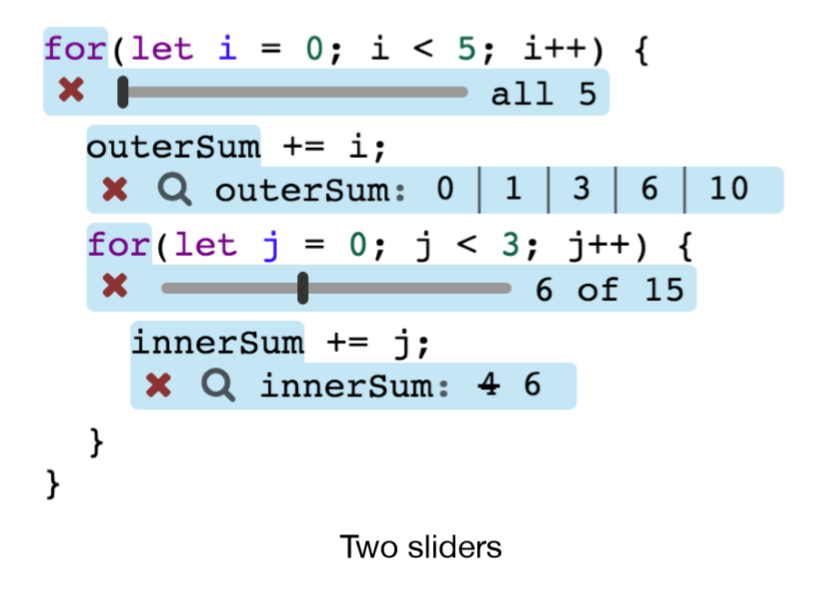 for(let i = 0; i < 5; i++) {
✖ all 5
outerSum += i;
✖ outerSum: 0 | 1 | 3 | 6 | 10
for(let j = 0; j < 3; j++) {
✖ 6 of 15
innerSum += j;
✖ innerSum: 4 6
}
}
Two sliders